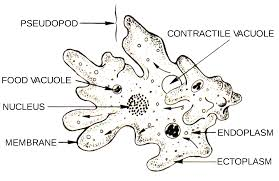 PSEUDOPOD
CONTRACTILE VACUOLE
FOOD VACUOLE
NUCLEUS
MEMBRANE
ENDOPLASM
ECTOPLASM